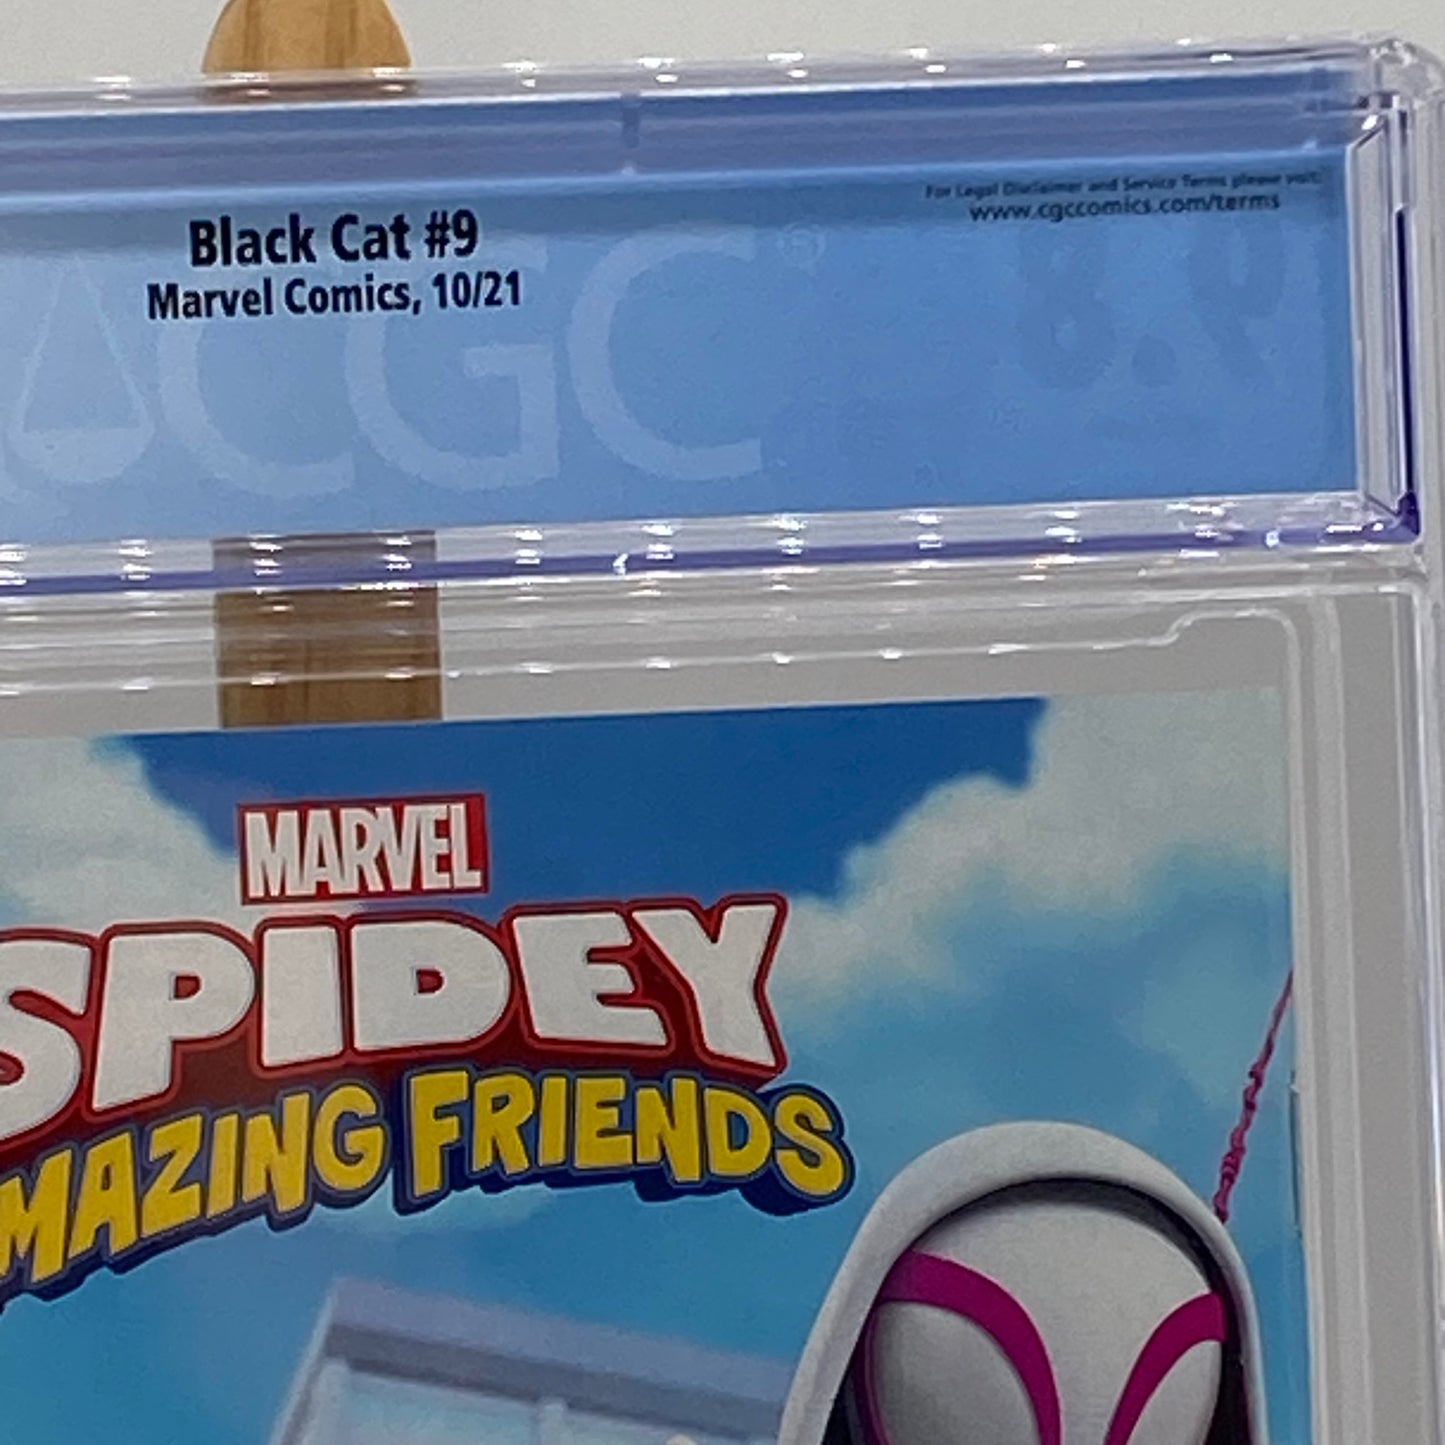 For Legal Disclaimer and Service Terms please visit:
www.cgccomics.com/terms
Black Cat #9
Marvel Comics, 10/21
CGC
MARVEL
SPIDEY
AMAZING FRIENDS